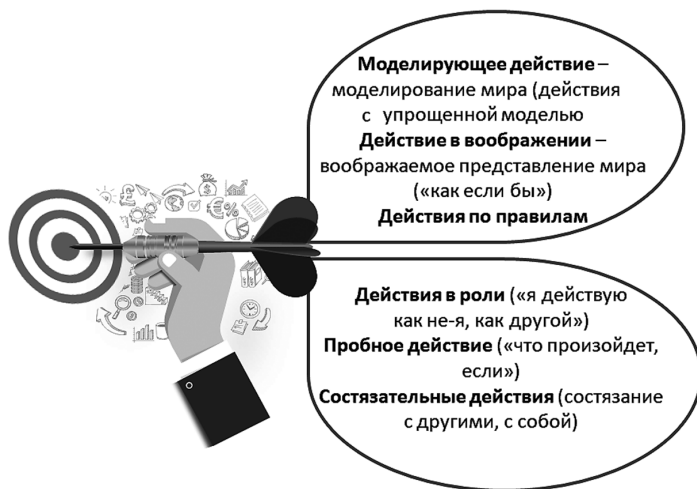 Моделирующее действие –
моделирование мира (действия
с упрощенной моделью
Действие в воображении –
воображаемое представление мира
(«как если бы»)
Действия по правилам
Действия в роли («я действую
как не-я, как другой»)
Пробное действие («что произойдет,
если»)
Состязательные действия (состязание
с другими, с собой)